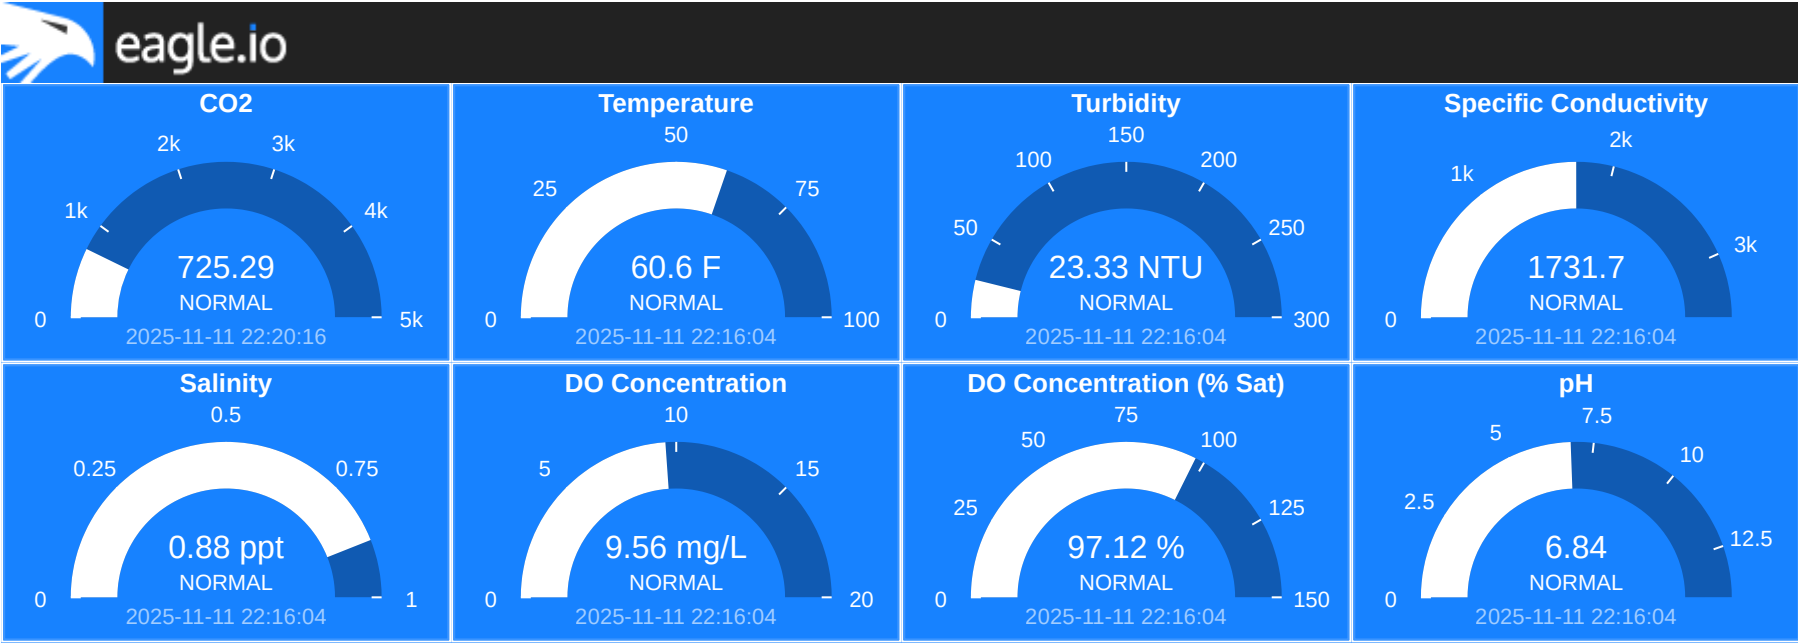 eagle.io
CO2
2k
3k
1k
4k
725.29
NORMAL
0
5k
2025-11-11 22:20:16
Temperature
50
25
75
60.6 F
NORMAL
0
100
2025-11-11 22:16:04
Turbidity
150
100
200
50
250
23.33 NTU
NORMAL
0
300
2025-11-11 22:16:04
Specific Conductivity
2k
1k
3k
1731.7
NORMAL
0
2025-11-11 22:16:04
Salinity
0.5
0.25
0.75
0.88 ppt
NORMAL
0
1
2025-11-11 22:16:04
DO Concentration
10
5
15
9.56 mg/L
NORMAL
0
20
2025-11-11 22:16:04
DO Concentration (% Sat)
75
50
100
25
125
97.12 %
NORMAL
0
150
2025-11-11 22:16:04
pH
7.5
5
10
2.5
12.5
6.84
NORMAL
0
2025-11-11 22:16:04